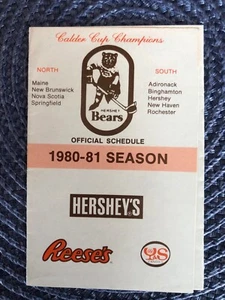 Calder Cup Champions
NORTH
Maine
New Brunswick
Nova Scotia
Springfield
SOUTH
Adirondack
Binghamton
Hershey
New Haven
Rochester
HERSHEY
Bears
OFFICIAL SCHEDULE
1980-81 SEASON
HERSHEY'S
Reese's
Y&S